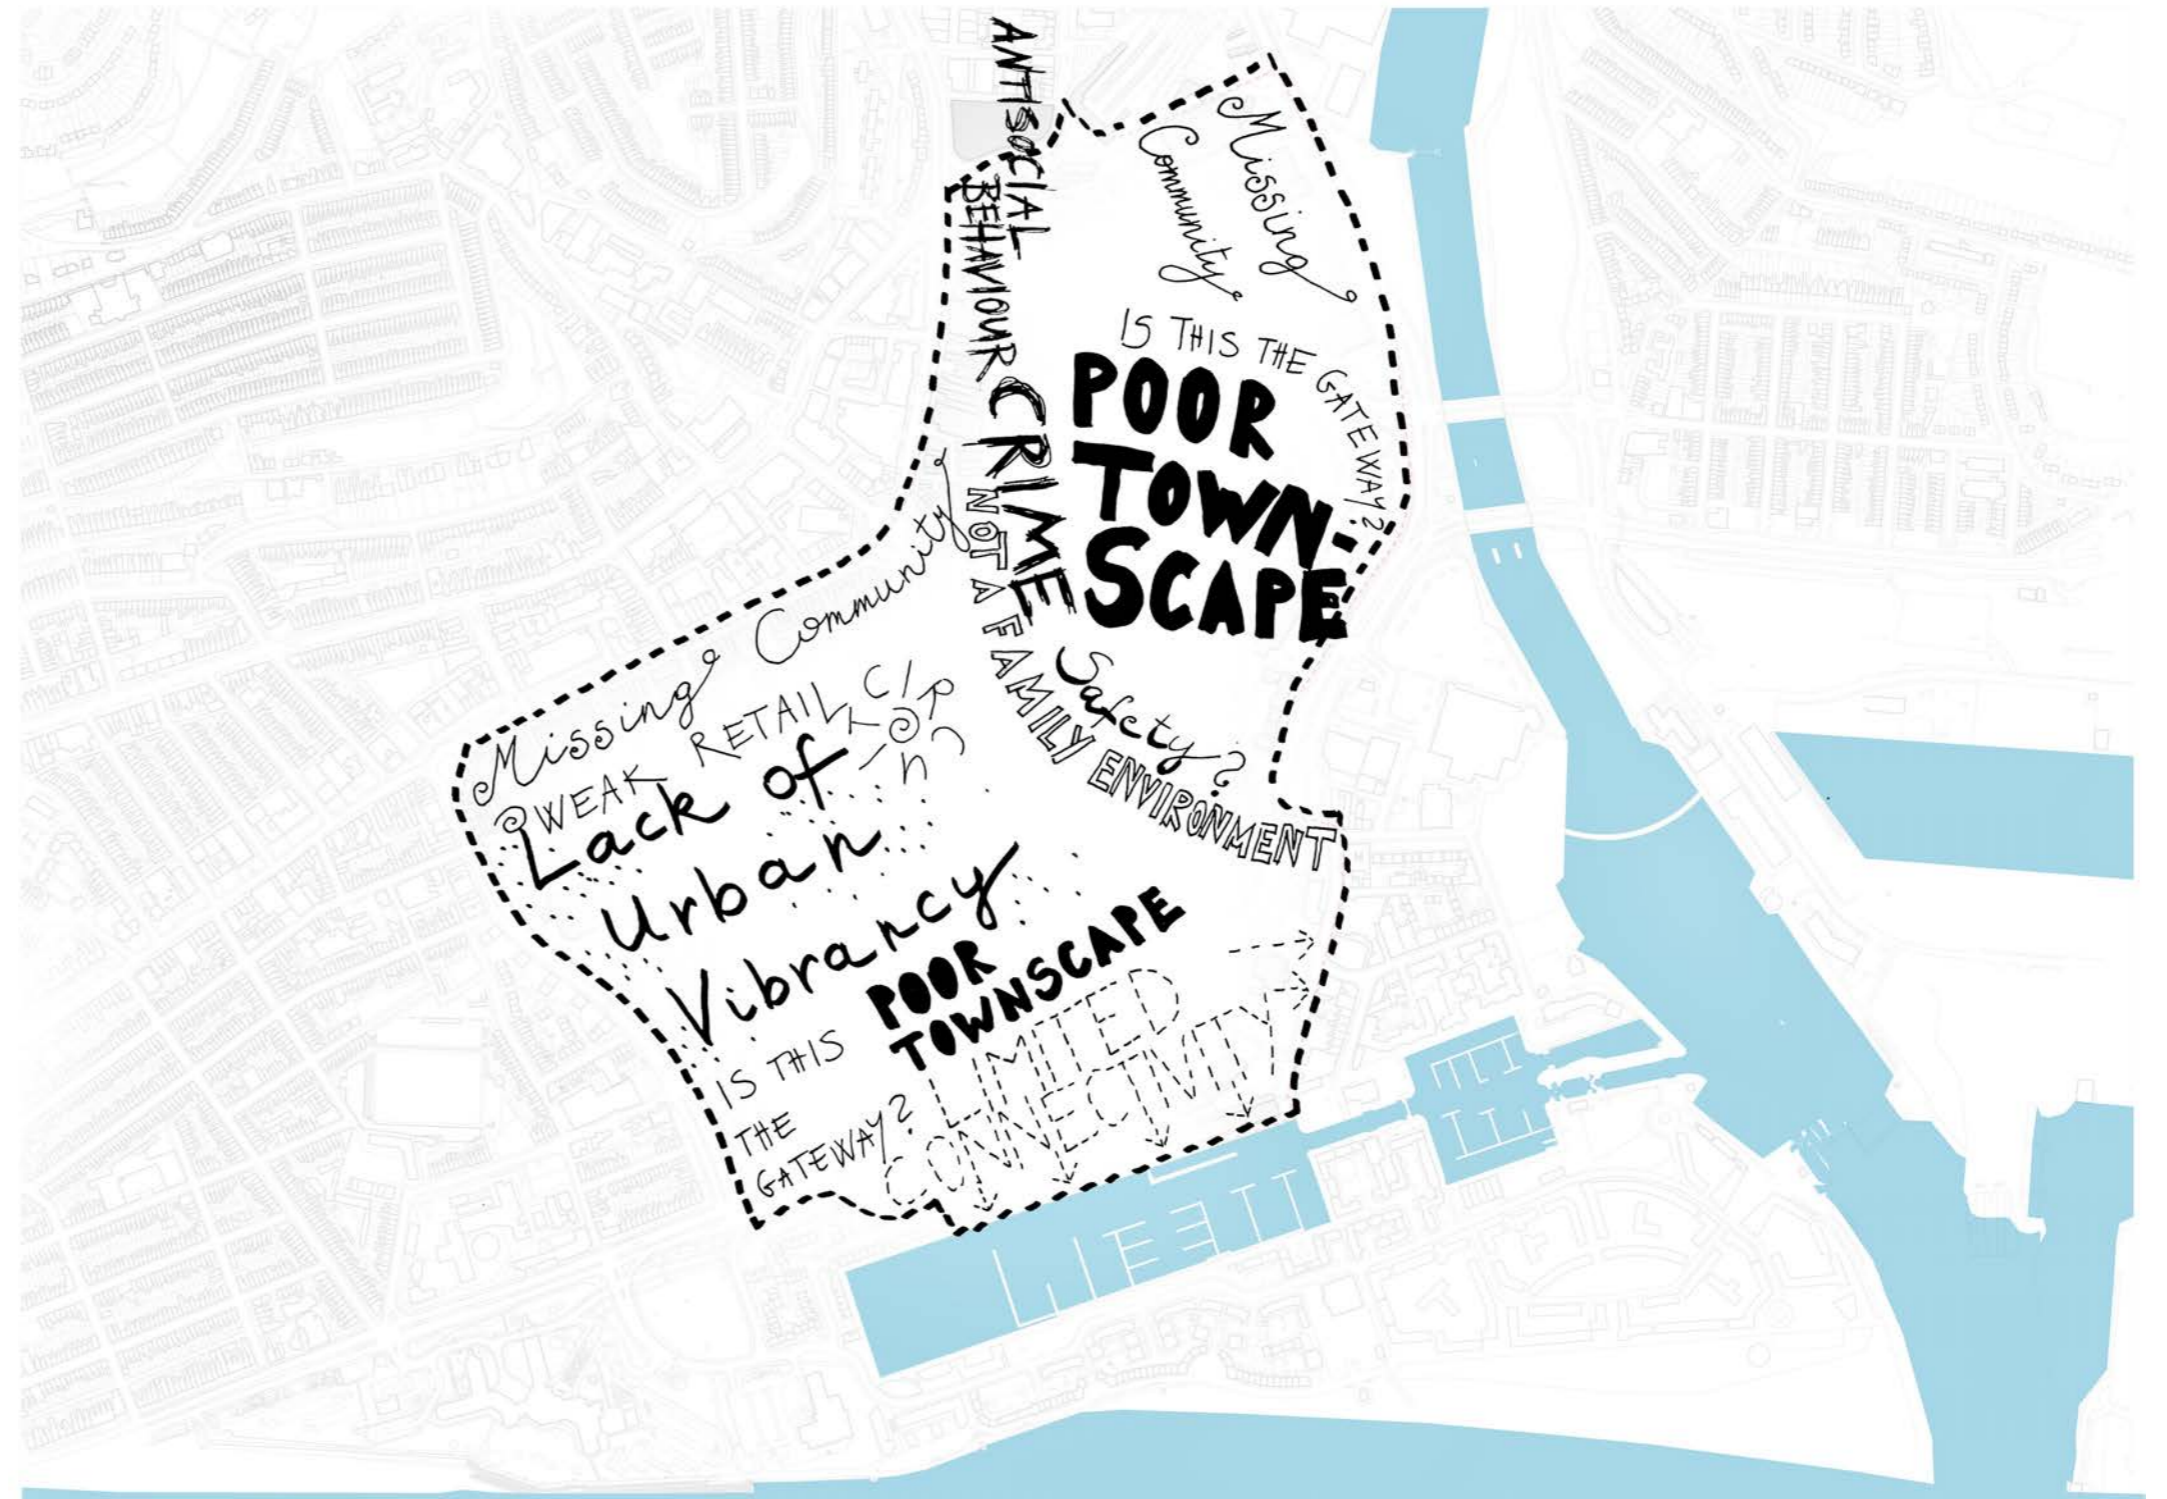 ANTISOCIAL
BEHAVIOUR
CRIME
Missing
Community
IS THIS THE GATEWAY?
POOR
TOWN-
SCAPE
NOT A FAMILY ENVIRONMENT
Safety?
Missing Community
WEAK RETAIL
Lack of
Urban
Vibrancy
POOR
TOWNSCAPE
IS THIS
THE
GATEWAY?
LIMITED
CONNECTIVITY